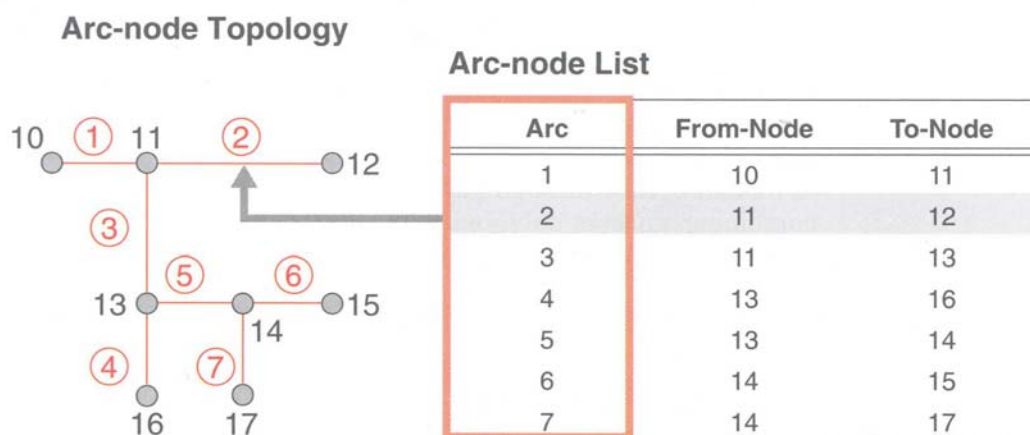 Arc-node Topology
Arc-node List
10 ① 11 ② 12
③
13 ⑤ ⑥ 15
14
④ ⑦
16 17
Arc From-Node To-Node
1 10 11
2 11 12
3 11 13
4 13 16
5 13 14
6 14 15
7 14 17